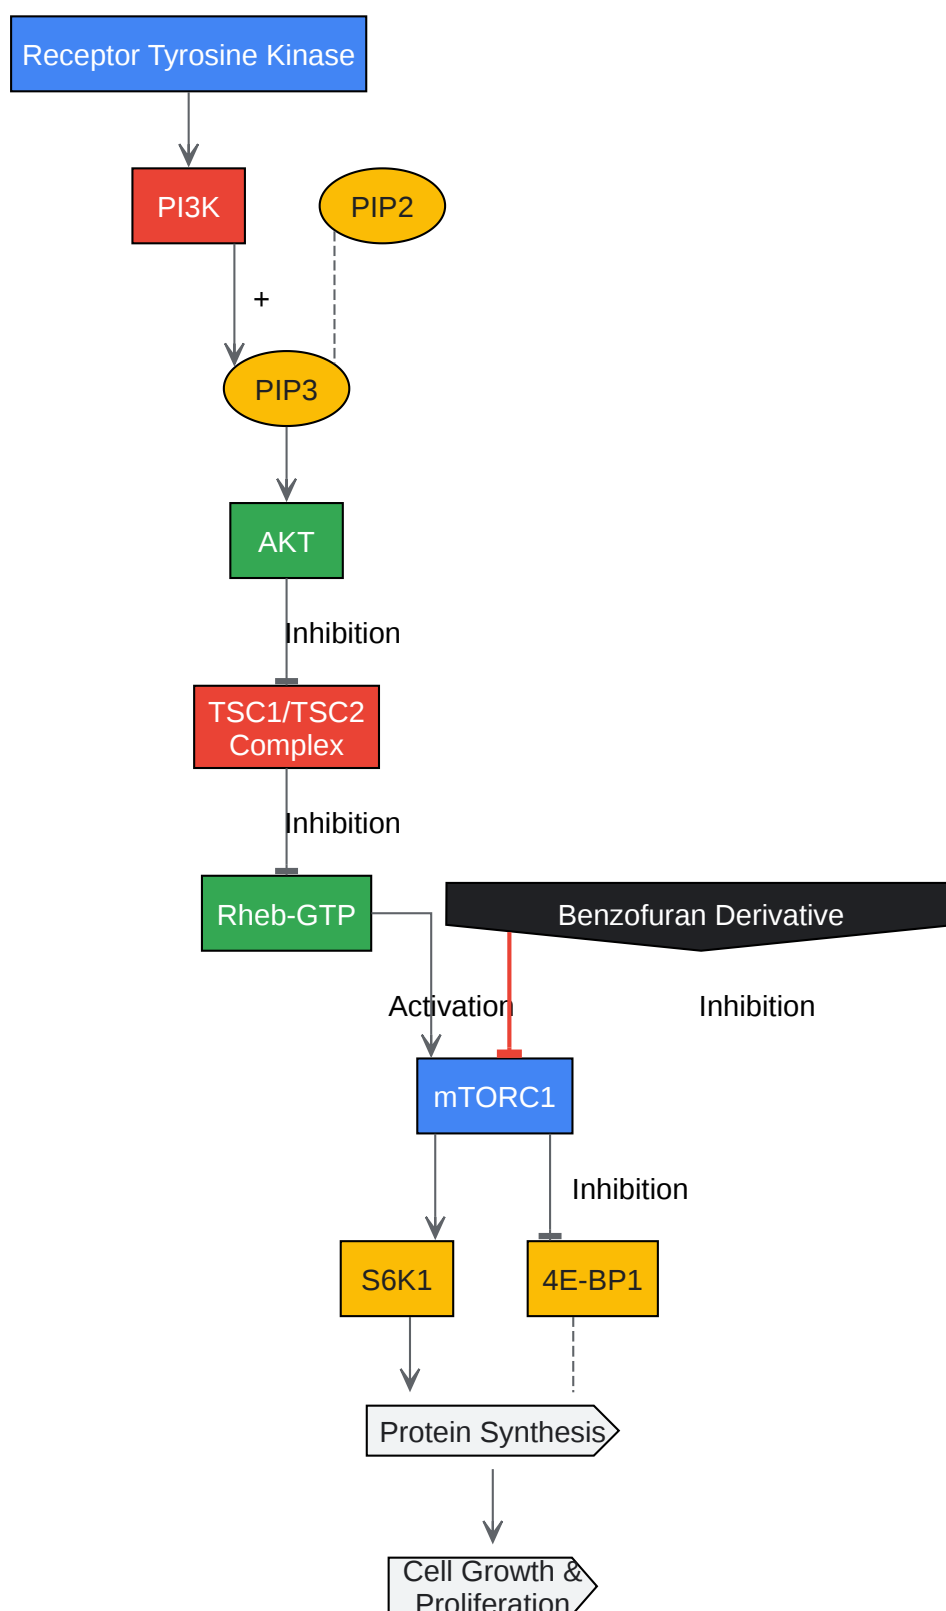 Receptor Tyrosine Kinase
PI3K
PIP2
+
PIP3
AKT
Inhibition
TSC1/TSC2
Complex
Inhibition
Rheb-GTP
Benzofuran Derivative
Activation
Inhibition
mTORC1
Inhibition
S6K1
4E-BP1
Protein Synthesis
Cell Growth &
Proliferation